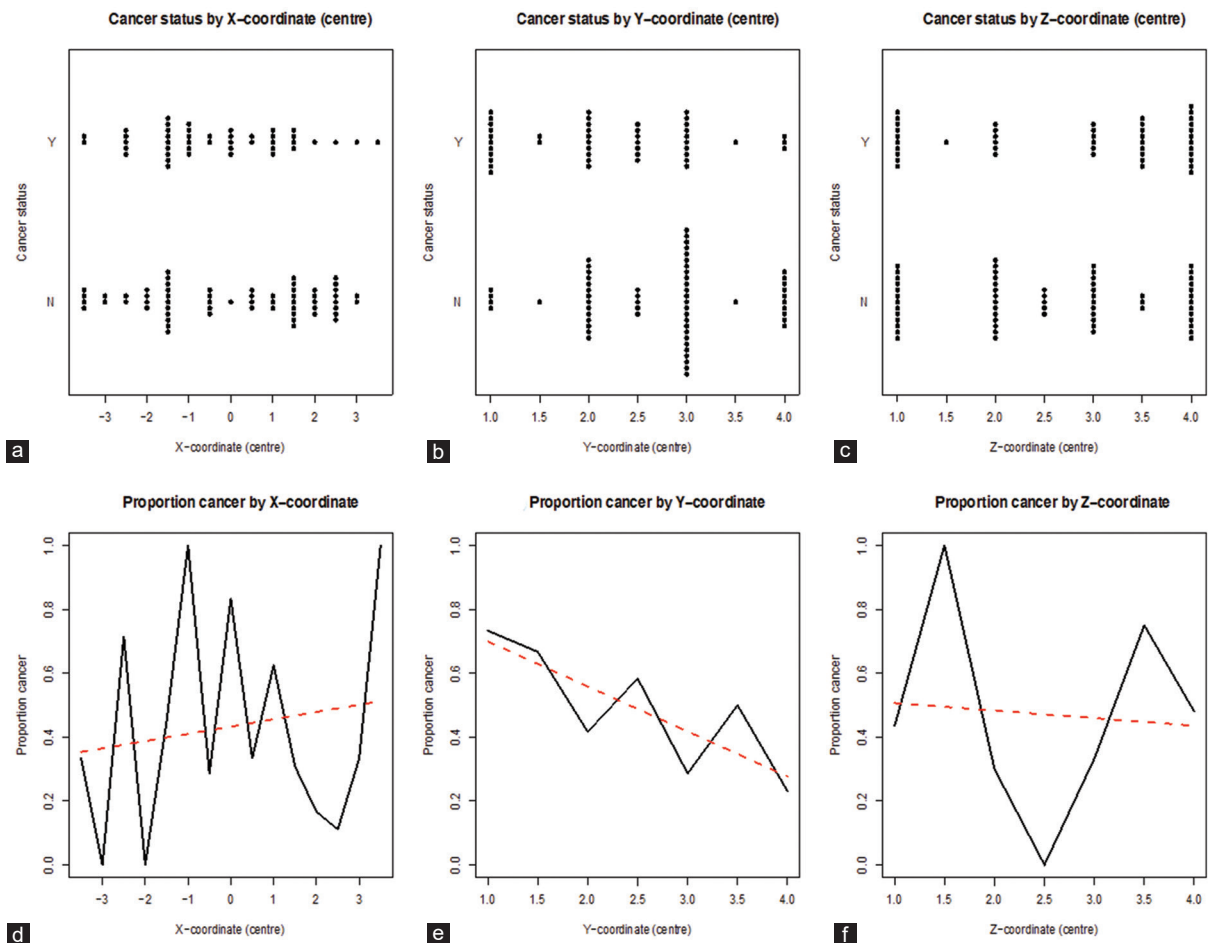 Cancer status by X-coordinate (centre)
Cancer status
Y
N
-3 -2 -1 0 1 2 3
X-coordinate (centre)
a
Cancer status by Y-coordinate (centre)
Cancer status
Y
N
1.0 1.5 2.0 2.5 3.0 3.5 4.0
Y-coordinate (centre)
b
Cancer status by Z-coordinate (centre)
Cancer status
Y
N
1.0 1.5 2.0 2.5 3.0 3.5 4.0
Z-coordinate (centre)
c
Proportion cancer by X-coordinate
Proportion cancer
1.0
0.8
0.6
0.4
0.2
0.0
-3 -2 -1 0 1 2 3
X-coordinate (centre)
d
Proportion cancer by Y-coordinate
Proportion cancer
1.0
0.8
0.6
0.4
0.2
0.0
1.0 1.5 2.0 2.5 3.0 3.5 4.0
Y-coordinate (centre)
e
Proportion cancer by Z-coordinate
Proportion cancer
1.0
0.8
0.6
0.4
0.2
0.0
1.0 1.5 2.0 2.5 3.0 3.5 4.0
Z-coordinate (centre)
f